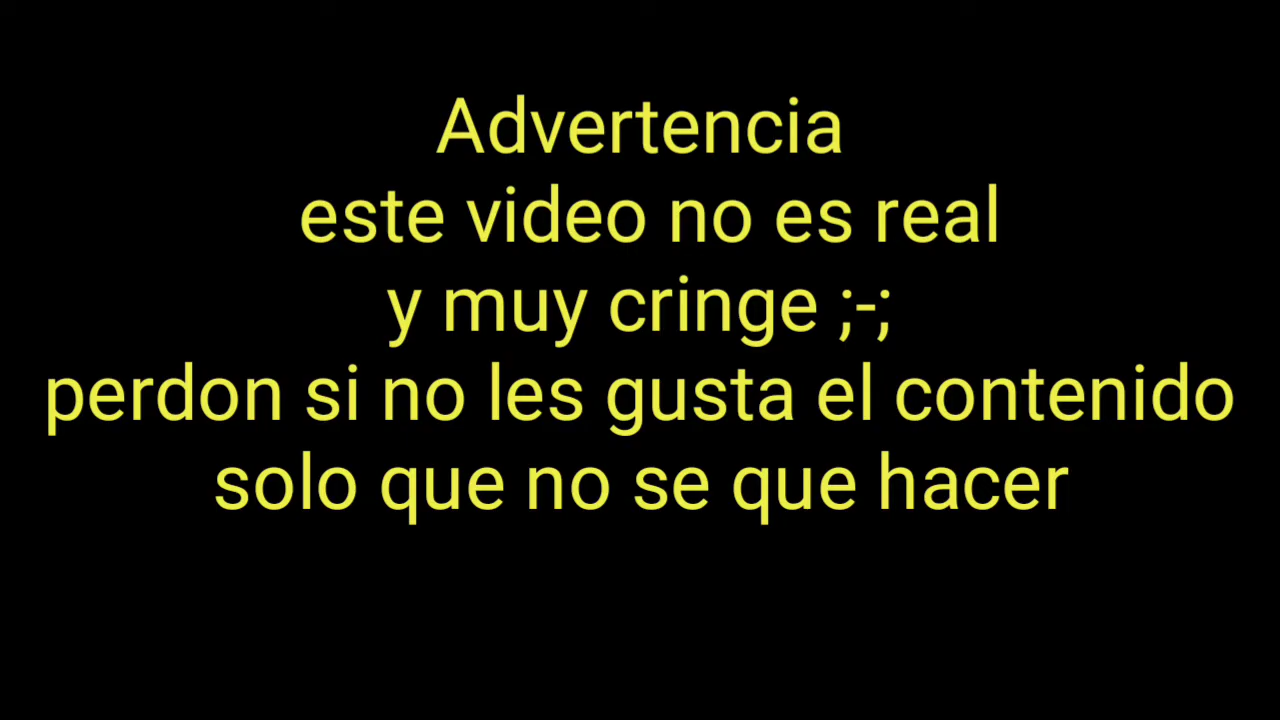 Advertencia
este video no es real
y muy cringe ;-;
perdon si no les gusta el contenido
solo que no se que hacer